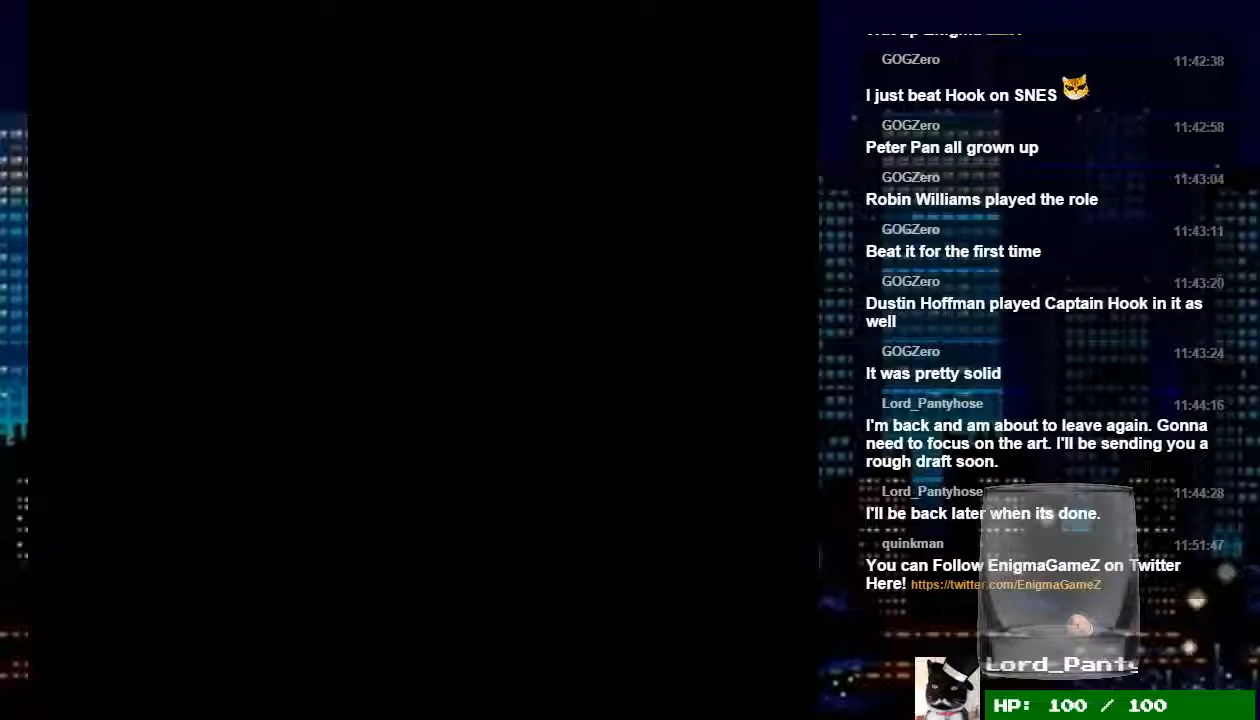 GOGZero 11:42:38
I just beat Hook on SNES
GOGZero 11:42:58
Peter Pan all grown up
GOGZero 11:43:04
Robin Williams played the role
GOGZero 11:43:11
Beat it for the first time
GOGZero 11:43:20
Dustin Hoffman played Captain Hook in it as
well
GOGZero 11:43:24
It was pretty solid
Lord_Pantyhose 11:44:16
I'm back and am about to leave again. Gonna
need to focus on the art. I'll be sending you a
rough draft soon.
Lord_Pantyhose 11:44:28
I'll be back later when its done.
quinkman 11:51:47
You can Follow EnigmaGameZ on Twitter
Here! https://twitter.com/EnigmaGameZ
Lord_Panty
HP: 100 / 100